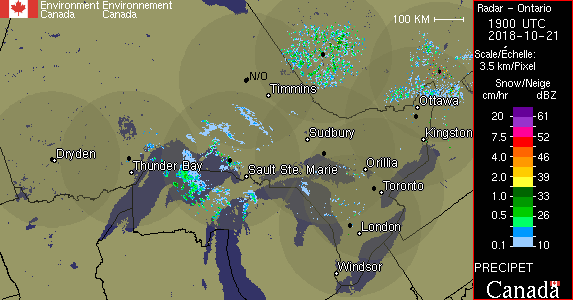 Environment Environnement
Canada Canada
100 KM
N/O
Timmins
Ottawa
Sudbury
Kingston
Dryden
Thunder Bay
Sault Ste. Marie
Orillia
Toronto
London
Windsor
Radar - Ontario
1900 UTC
2018-10-21
Scale/Échelle:
3.5 km/Pixel
Snow/Neige
cm/hr dBZ
20 61
7.5 52
4.0 46
2.0 39
1.0 33
0.5 26
0.1 10
PRECIPET
Canada